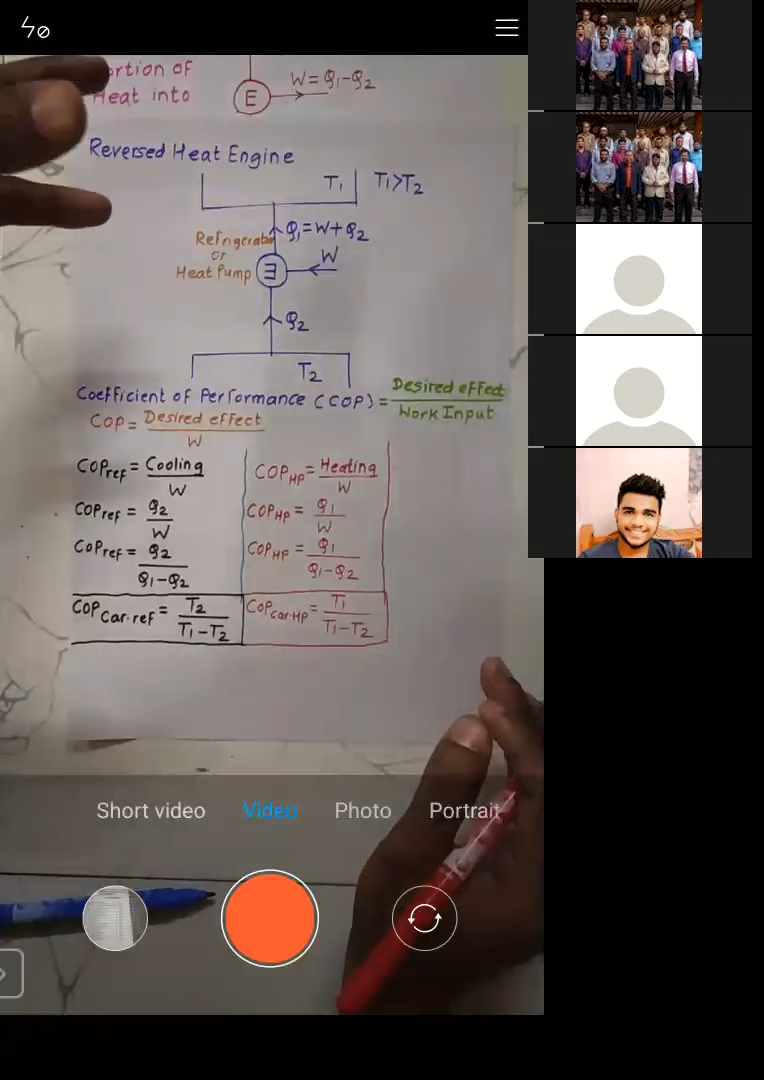 ortion of
Heat into
E
W = Q1-Q2
Reversed Heat Engine
T1
T1>T2
Q1=W+Q2
Refrigerator
or
Heat Pump
E
W
Q2
T2
Coefficient of Performance (COP) = Desired effect / Work Input
COP = Desired effect / W
COPref = Cooling / W
COPref = Q2 / W
COPref = Q2 / Q1-Q2
COPCar.ref = T2 / T1-T2
COPHP = Heating / W
COPHP = Q1 / W
COPHP = Q1 / Q1-Q2
COPCar.HP = T1 / T1-T2
Short video Video Photo Portrait